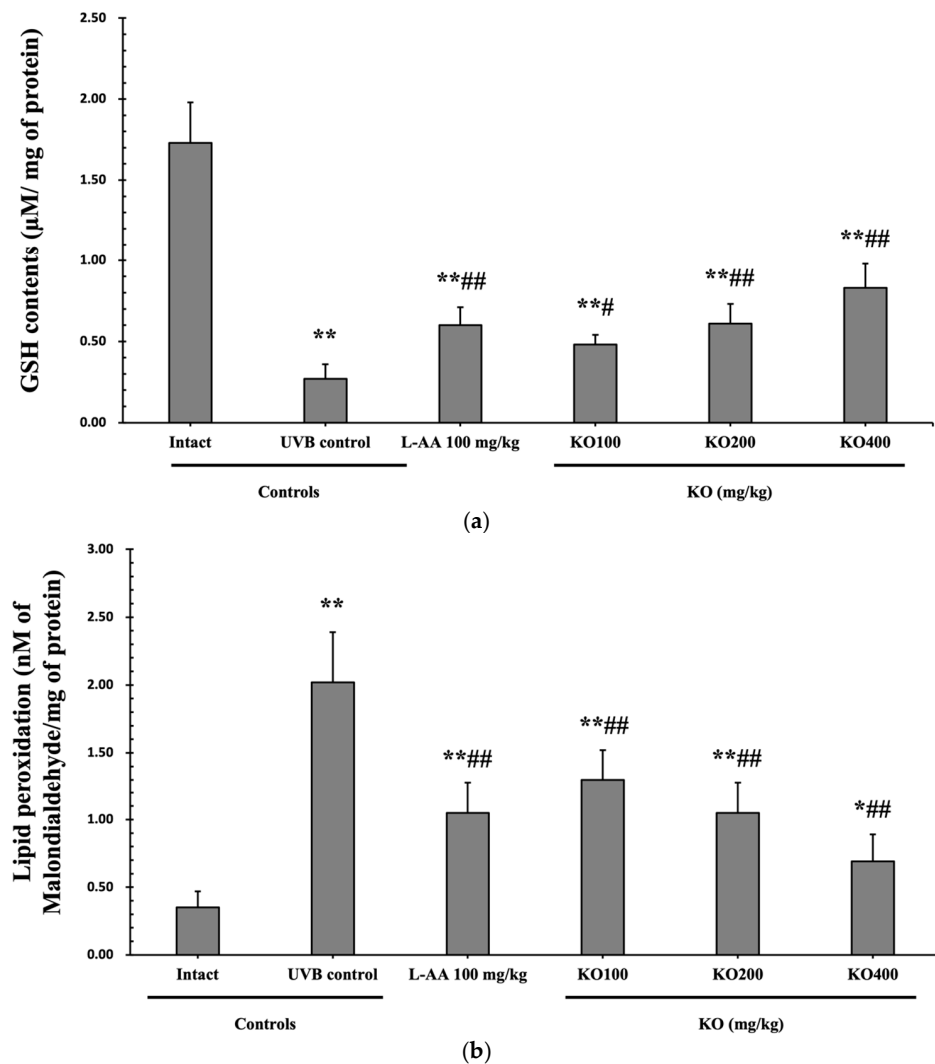 GSH contents (µM/ mg of protein)
2.50
2.00
1.50
1.00
0.50
0.00
**
**##
**#
**##
**##
Intact UVB control L-AA 100 mg/kg KO100 KO200 KO400
Controls KO (mg/kg)
(a)
Lipid peroxidation (nM of
Malondialdehyde/mg of protein)
3.00
2.50
2.00
1.50
1.00
0.50
0.00
**
**##
**##
**##
*##
Intact UVB control L-AA 100 mg/kg KO100 KO200 KO400
Controls KO (mg/kg)
(b)